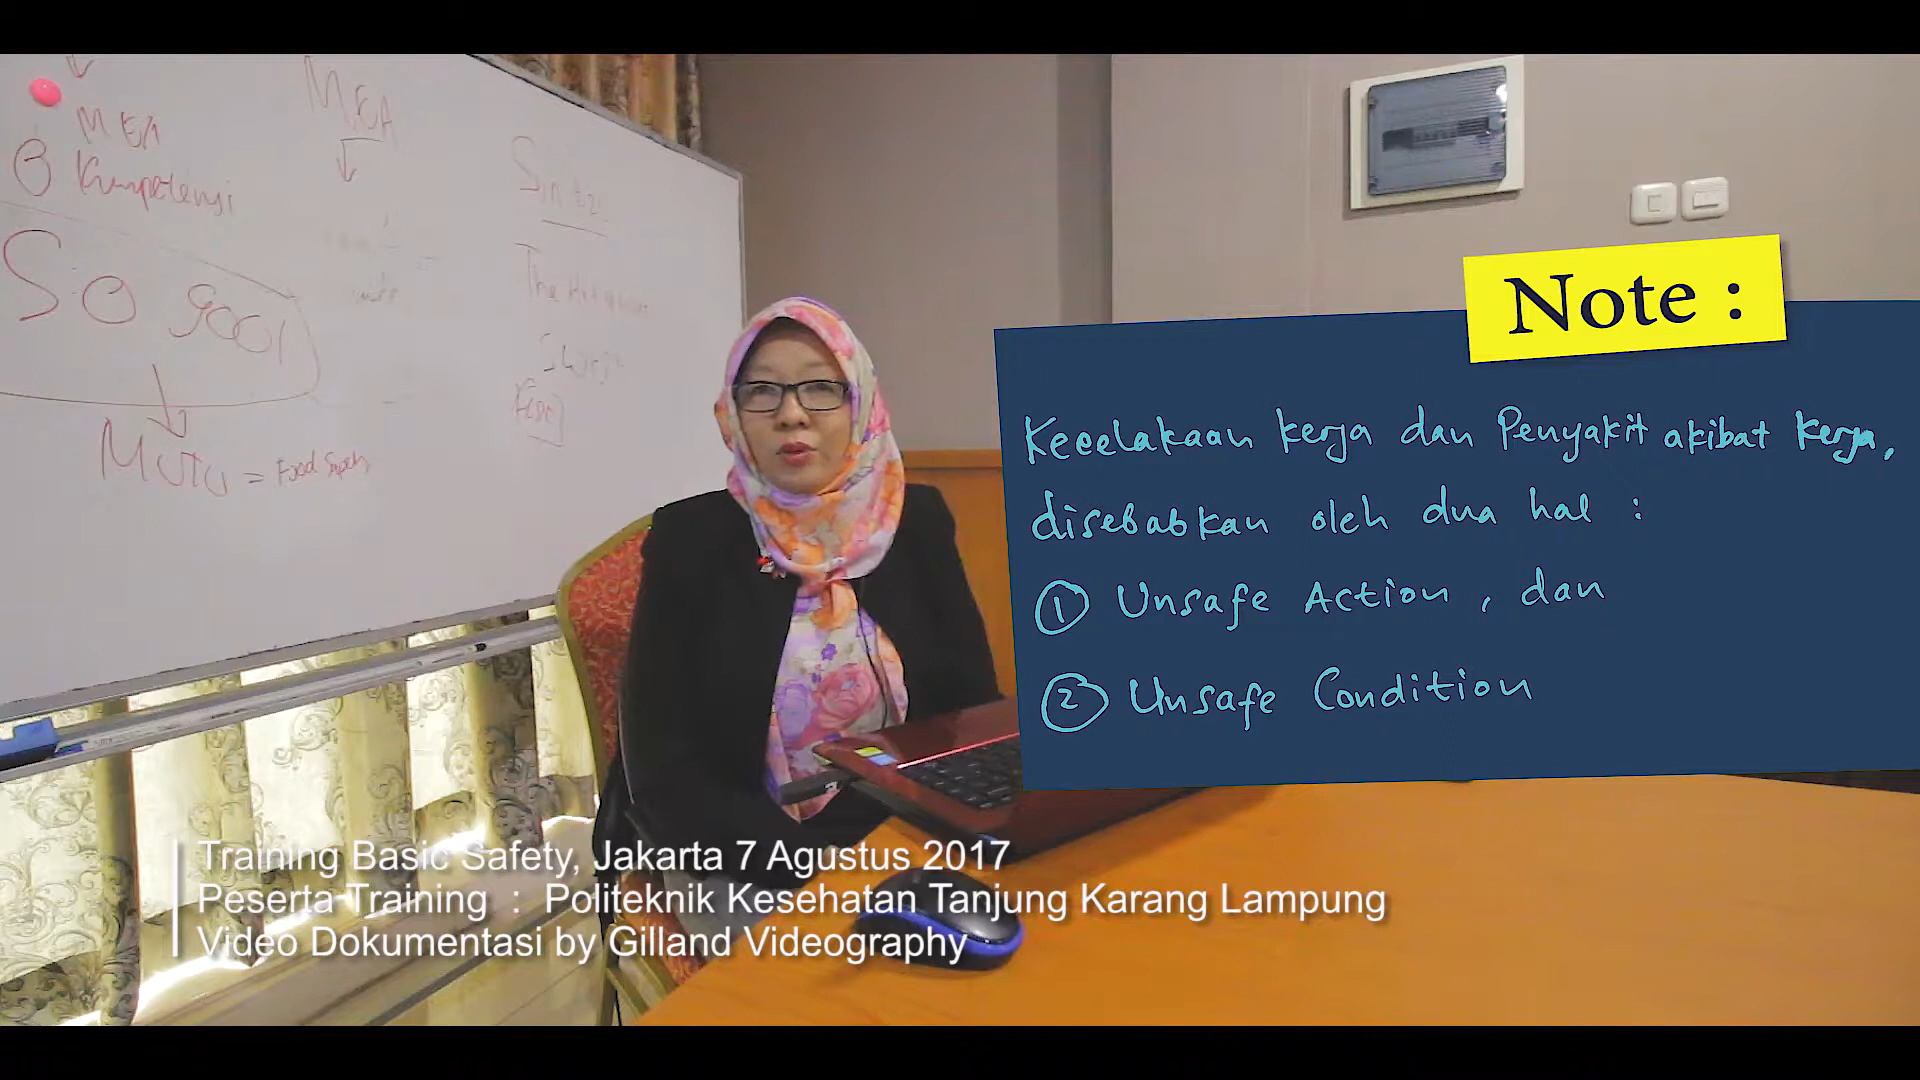 MEA
MEA
Kompetensi
So 9001
Mutu = Food Safety
Note :
Kecelakaan kerja dan Penyakit akibat kerja,
disebabkan oleh dua hal :
① Unsafe Action , dan
② Unsafe Condition
Training Basic Safety, Jakarta 7 Agustus 2017
Peserta Training : Politeknik Kesehatan Tanjung Karang Lampung
Video Dokumentasi by Gilland Videography